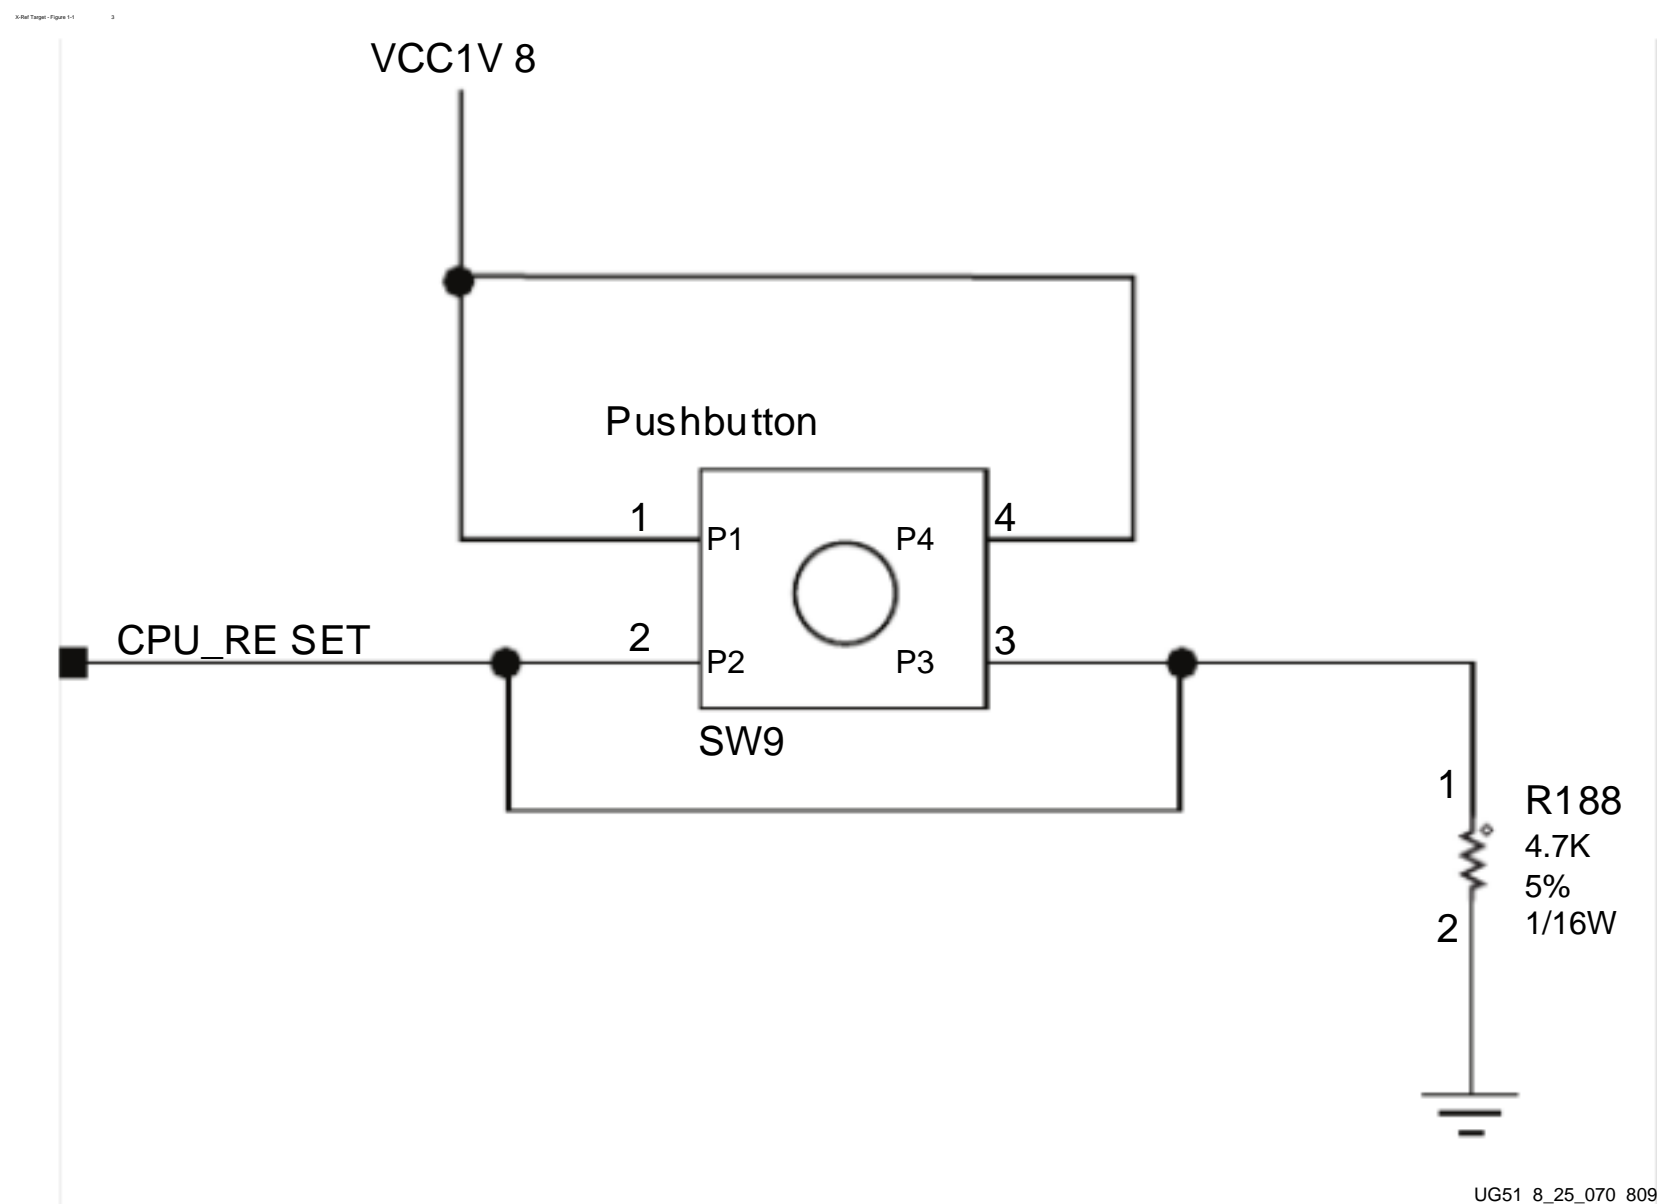 X-Ref Target - Figure 1-1 3
VCC1V 8
Pushbutton
1
P1
P4
4
CPU_RE SET
2
P2
P3
3
SW9
1
R188
4.7K
5%
1/16W
2
UG51 8_25_070 809